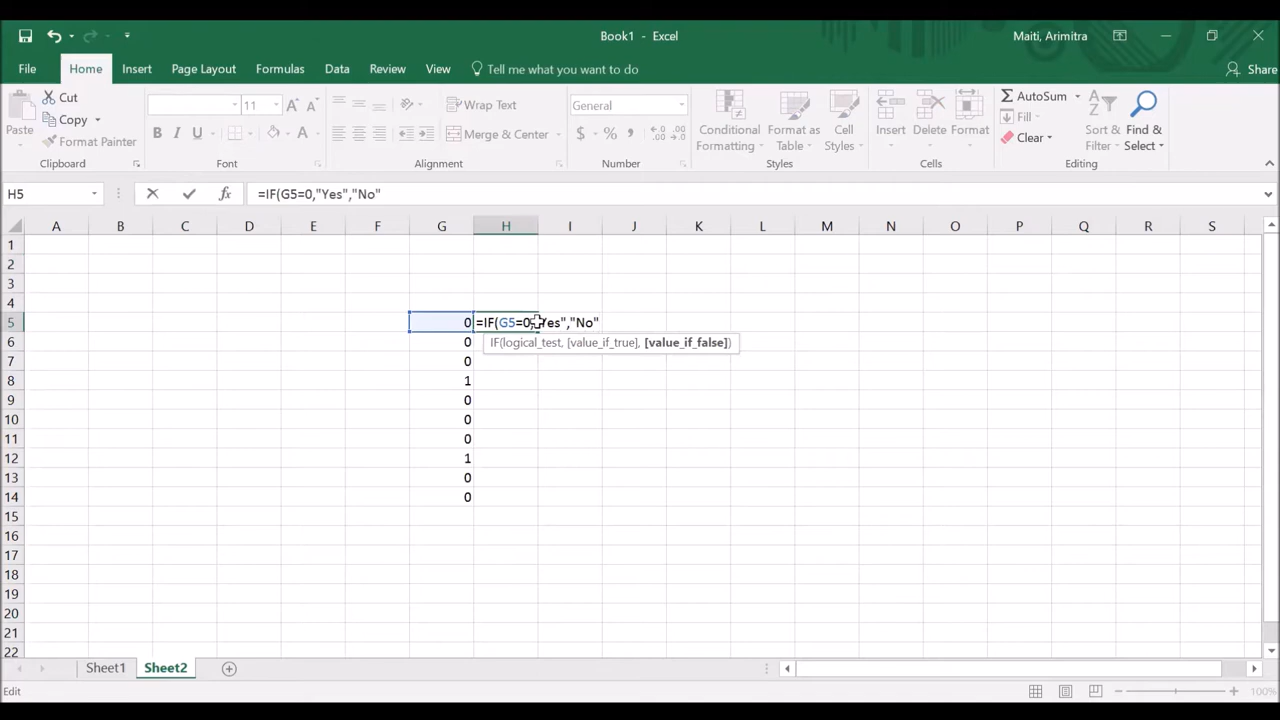 Book1 - Excel
Maiti, Arimitra
File Home Insert Page Layout Formulas Data Review View Tell me what you want to do Share
Paste
Cut
Copy
Format Painter
11
Wrap Text
Merge & Center
General
Conditional Formatting
Format as Table
Cell Styles
Insert
Delete
Format
AutoSum
Fill
Clear
Sort & Filter
Find & Select
Clipboard Font Alignment Number Styles Cells Editing
H5 fx =IF(G5=0,"Yes","No"
A B C D E F G H I J K L M N O P Q R S
1
2
3
4
5 0 =IF(G5=0,"Yes","No"
6 0 IF(logical_test, [value_if_true], [value_if_false])
7 0
8 1
9 0
10 0
11 0
12 1
13 0
14 0
15
16
17
18
19
20
21
22
Sheet1 Sheet2
Edit 100%